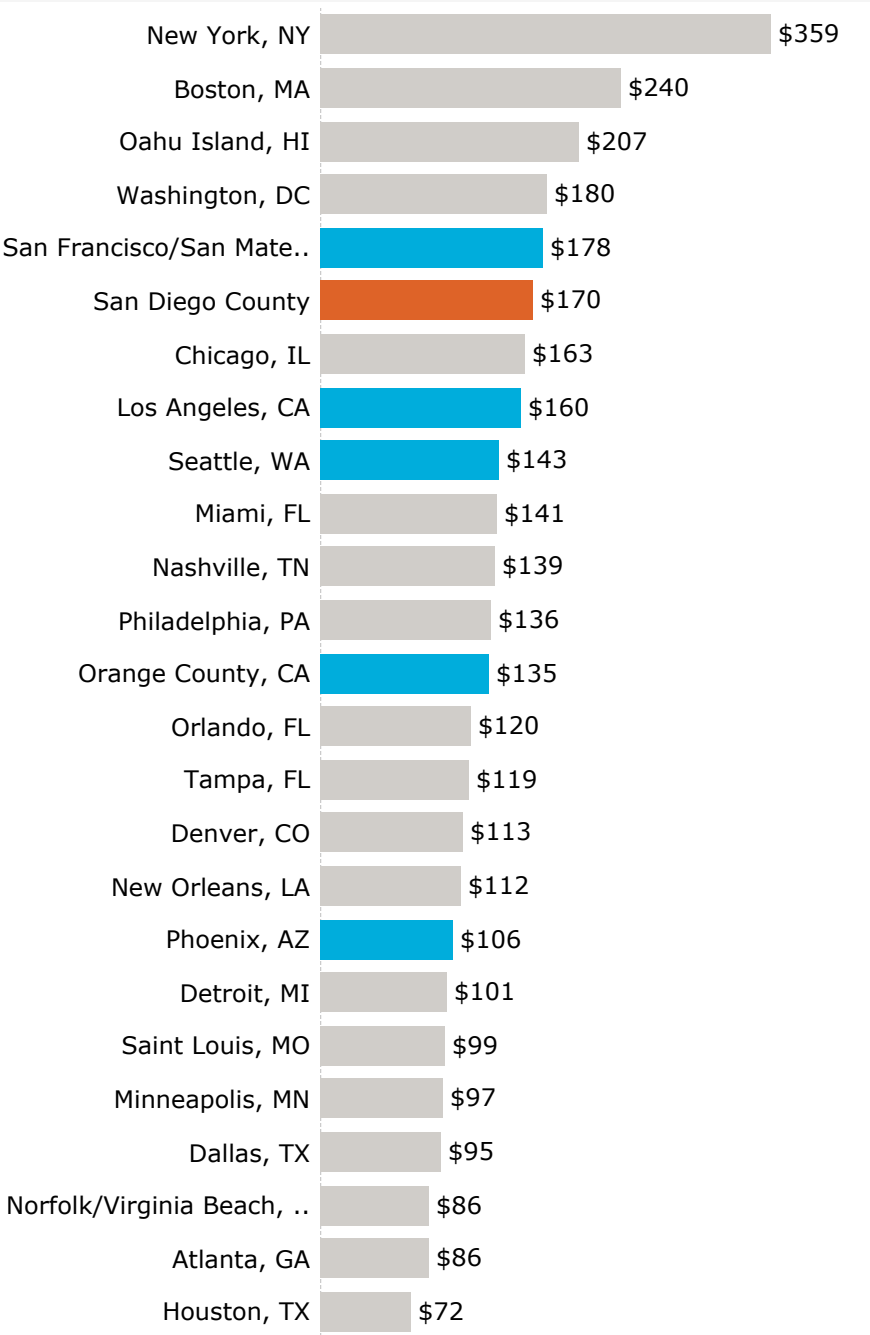 New York, NY $359
Boston, MA $240
Oahu Island, HI $207
Washington, DC $180
San Francisco/San Mate.. $178
San Diego County $170
Chicago, IL $163
Los Angeles, CA $160
Seattle, WA $143
Miami, FL $141
Nashville, TN $139
Philadelphia, PA $136
Orange County, CA $135
Orlando, FL $120
Tampa, FL $119
Denver, CO $113
New Orleans, LA $112
Phoenix, AZ $106
Detroit, MI $101
Saint Louis, MO $99
Minneapolis, MN $97
Dallas, TX $95
Norfolk/Virginia Beach, .. $86
Atlanta, GA $86
Houston, TX $72